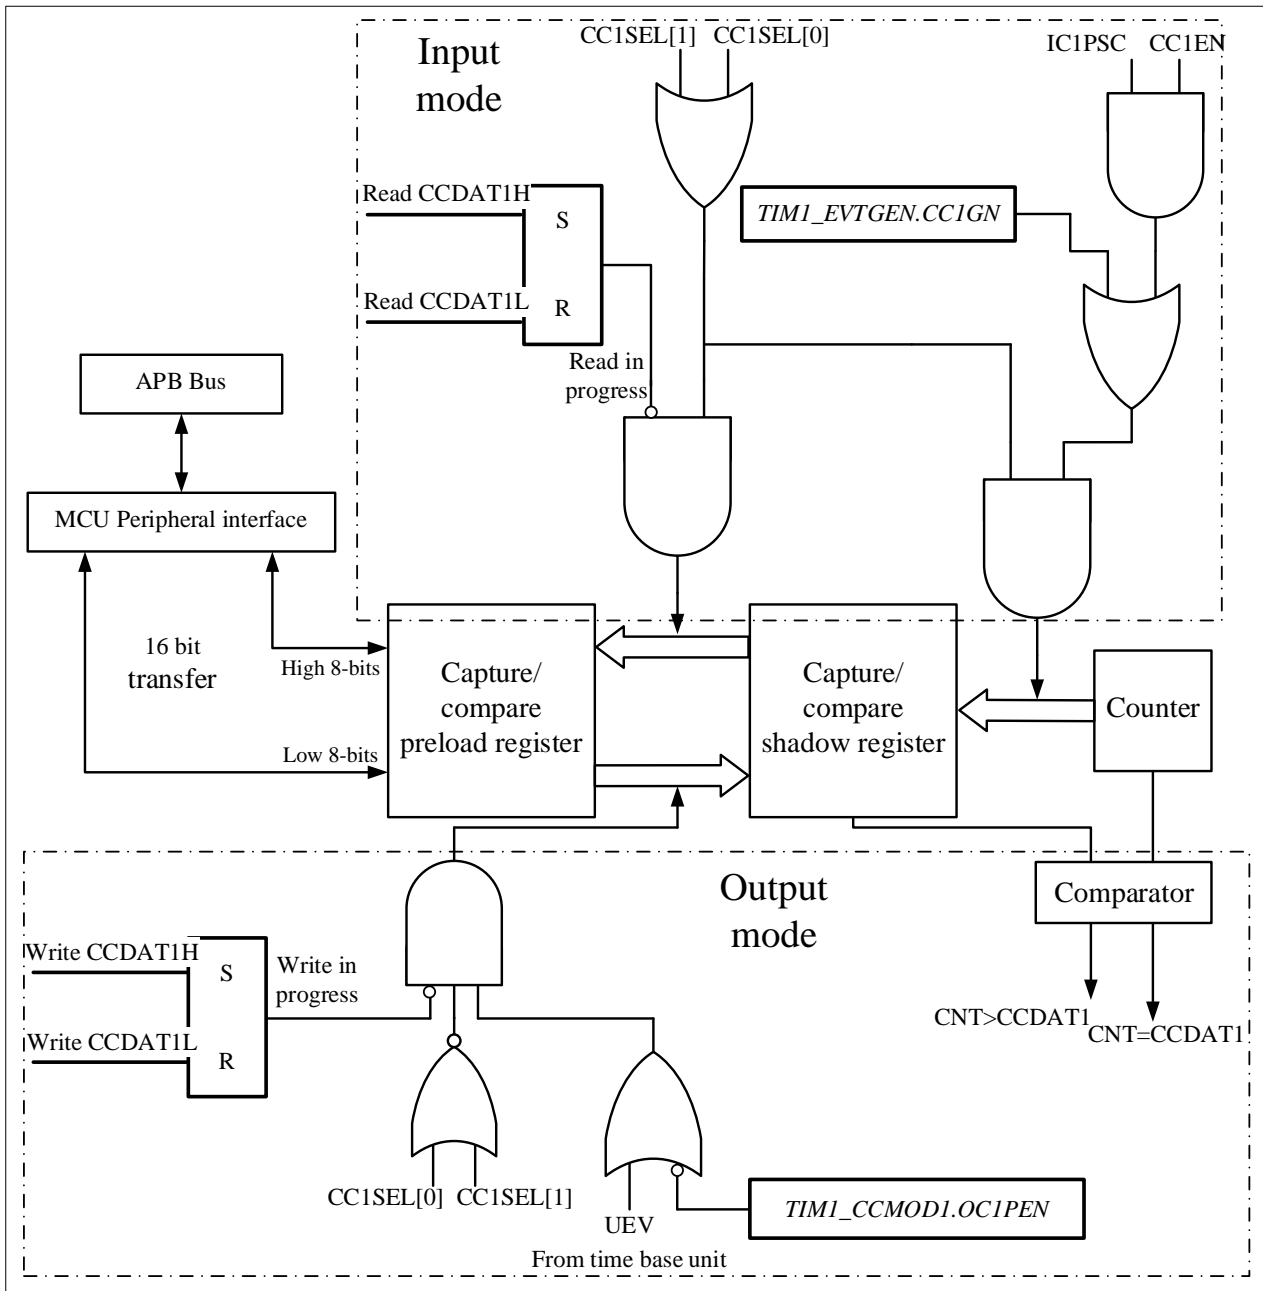 Input
mode
CC1SEL[1] CC1SEL[0]
IC1PSC CC1EN
Read CCDAT1H
S
TIM1_EVTGEN.CC1GN
Read CCDAT1L
R
Read in
progress
APB Bus
MCU Peripheral interface
16 bit
transfer
High 8-bits
Low 8-bits
Capture/
compare
preload register
Capture/
compare
shadow register
Counter
Output
mode
Comparator
Write CCDAT1H
S
Write in
progress
Write CCDAT1L
R
CNT>CCDAT1
CNT=CCDAT1
CC1SEL[0] CC1SEL[1]
UEV
TIM1_CCMOD1.OC1PEN
From time base unit